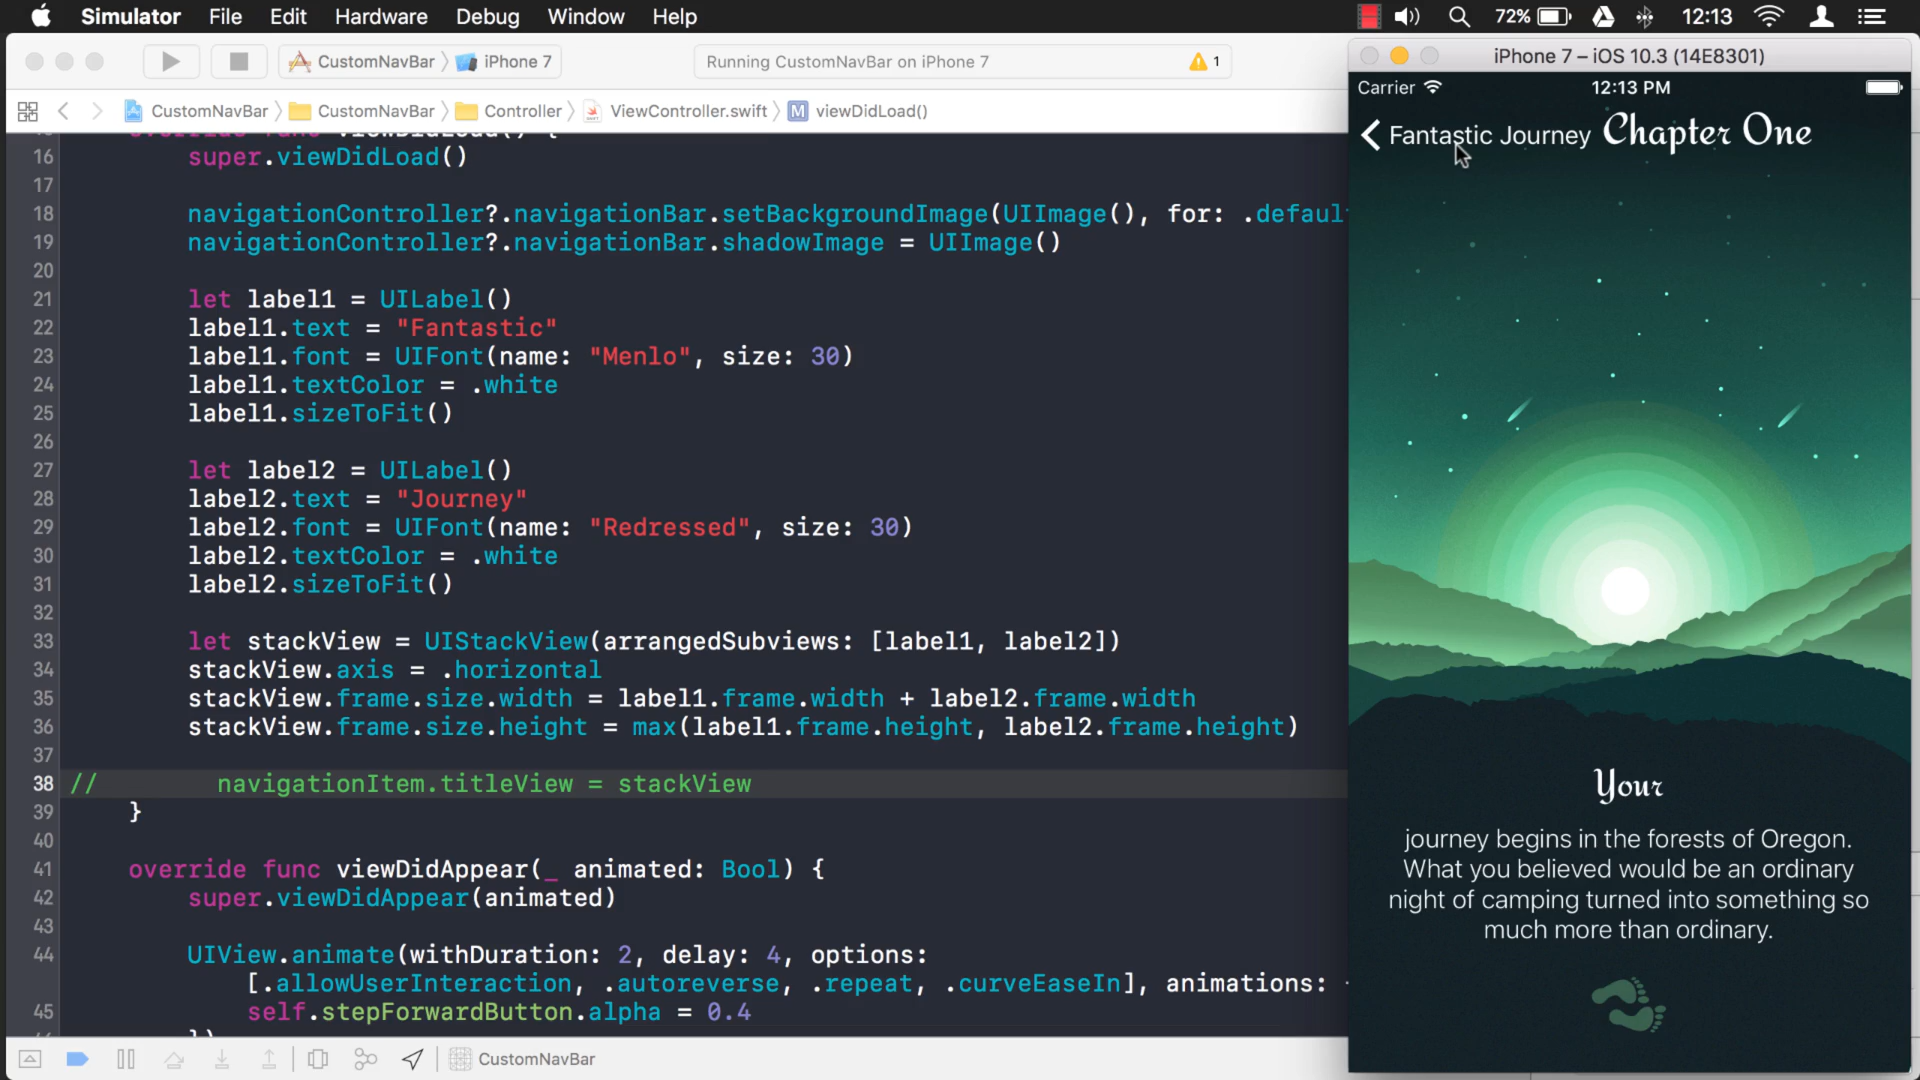 Simulator File Edit Hardware Debug Window Help 72% 12:13
CustomNavBar iPhone 7 Running CustomNavBar on iPhone 7 1
CustomNavBar CustomNavBar Controller ViewController.swift M viewDidLoad()
16 super.viewDidLoad()
17
18 navigationController?.navigationBar.setBackgroundImage(UIImage(), for: .defaul
19 navigationController?.navigationBar.shadowImage = UIImage()
20
21 let label1 = UILabel()
22 label1.text = "Fantastic"
23 label1.font = UIFont(name: "Menlo", size: 30)
24 label1.textColor = .white
25 label1.sizeToFit()
26
27 let label2 = UILabel()
28 label2.text = "Journey"
29 label2.font = UIFont(name: "Redressed", size: 30)
30 label2.textColor = .white
31 label2.sizeToFit()
32
33 let stackView = UIStackView(arrangedSubviews: [label1, label2])
34 stackView.axis = .horizontal
35 stackView.frame.size.width = label1.frame.width + label2.frame.width
36 stackView.frame.size.height = max(label1.frame.height, label2.frame.height)
37
38 // navigationItem.titleView = stackView
39 }
40
41 override func viewDidAppear(_ animated: Bool) {
42 super.viewDidAppear(animated)
43
44 UIView.animate(withDuration: 2, delay: 4, options:
[.allowUserInteraction, .autoreverse, .repeat, .curveEaseIn], animations:
45 self.stepForwardButton.alpha = 0.4
CustomNavBar
iPhone 7 – iOS 10.3 (14E8301)
Carrier 12:13 PM
Fantastic Journey Chapter One
Your
journey begins in the forests of Oregon.
What you believed would be an ordinary
night of camping turned into something so
much more than ordinary.